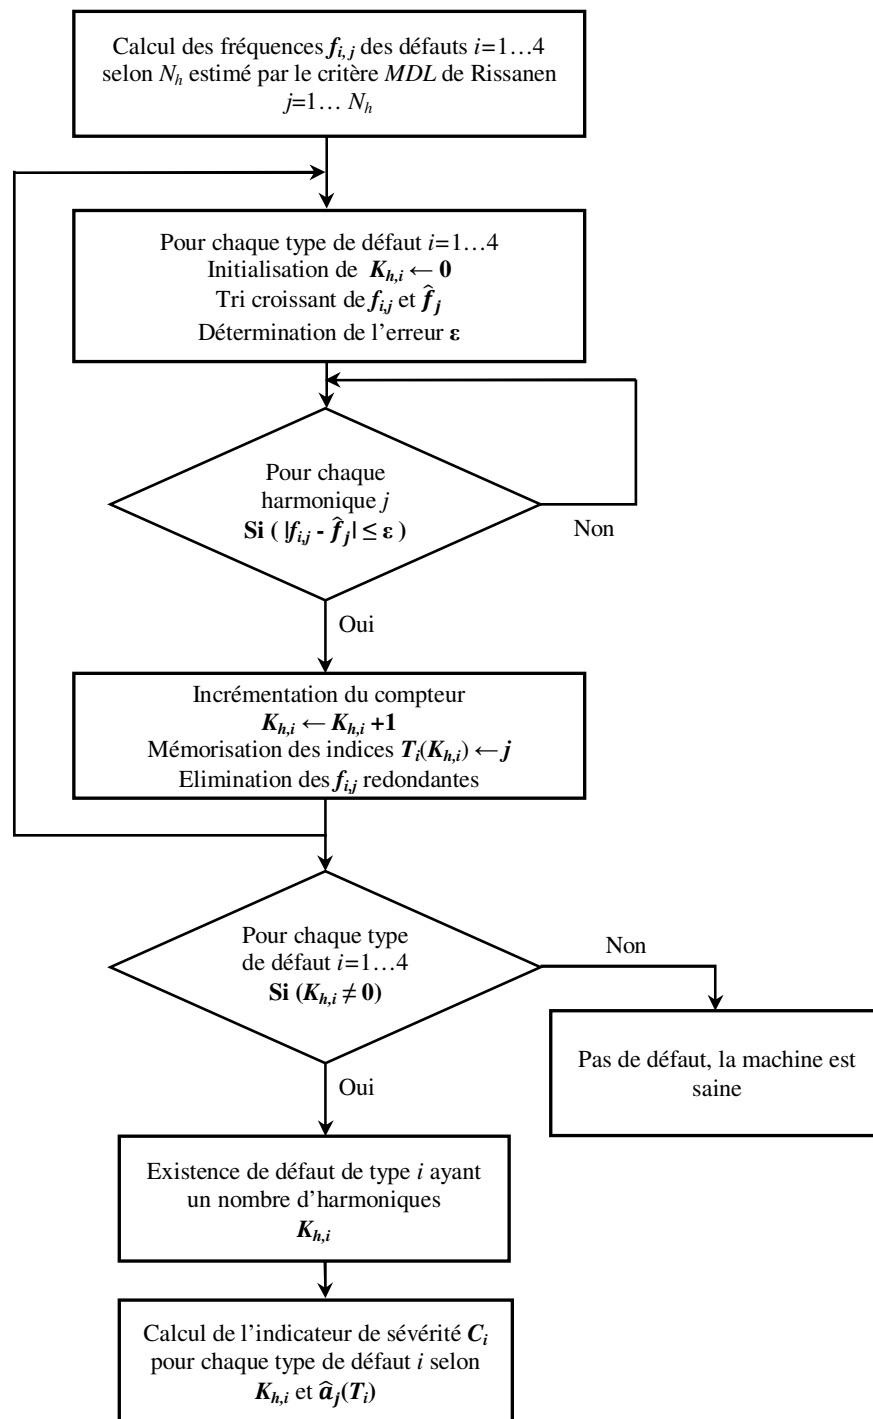 Calcul des fréquences f_{i,j} des défauts i=1…4
selon N_h estimé par le critère MDL de Rissanen
j=1… N_h
Pour chaque type de défaut i=1…4
Initialisation de K_{h,i} ← 0
Tri croissant de f_{i,j} et f̂_j
Détermination de l'erreur ε
Pour chaque
harmonique j
Si ( |f_{i,j} - f̂_j| ≤ ε )
Non
Oui
Incrémentation du compteur
K_{h,i} ← K_{h,i} +1
Mémorisation des indices T_i(K_{h,i}) ← j
Elimination des f_{i,j} redondantes
Pour chaque type
de défaut i=1…4
Si (K_{h,i} ≠ 0)
Non
Pas de défaut, la machine est
saine
Oui
Existence de défaut de type i ayant
un nombre d'harmoniques
K_{h,i}
Calcul de l'indicateur de sévérité C_i
pour chaque type de défaut i selon
K_{h,i} et â_j(T_i)